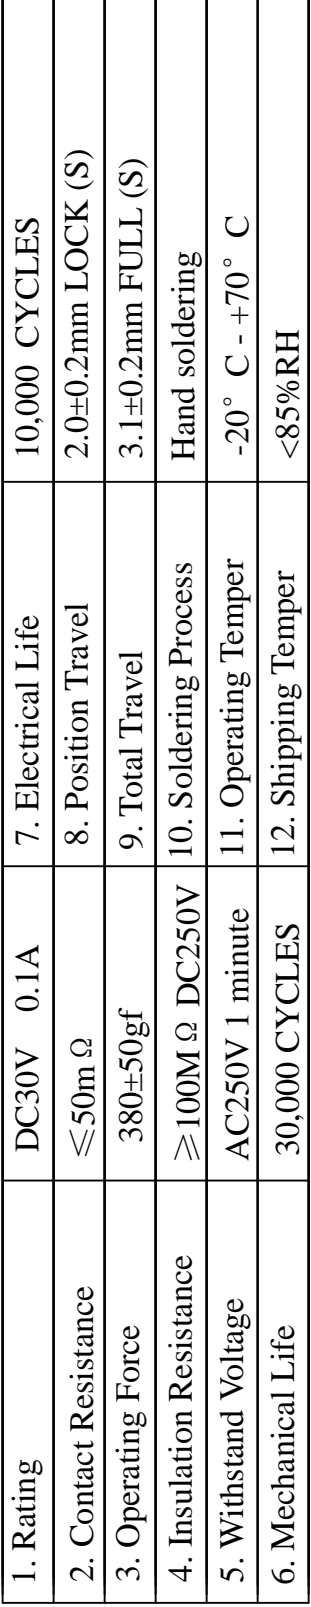 1. Rating DC30V 0.1A 7. Electrical Life 10,000 CYCLES
2. Contact Resistance ≤50mΩ 8. Position Travel 2.0±0.2mm LOCK (S)
3. Operating Force 380±50gf 9. Total Travel 3.1±0.2mm FULL (S)
4. Insulation Resistance ≥100MΩ DC250V 10. Soldering Process Hand soldering
5. Withstand Voltage AC250V 1 minute 11. Operating Temper -20° C - +70° C
6. Mechanical Life 30,000 CYCLES 12. Shipping Temper <85%RH